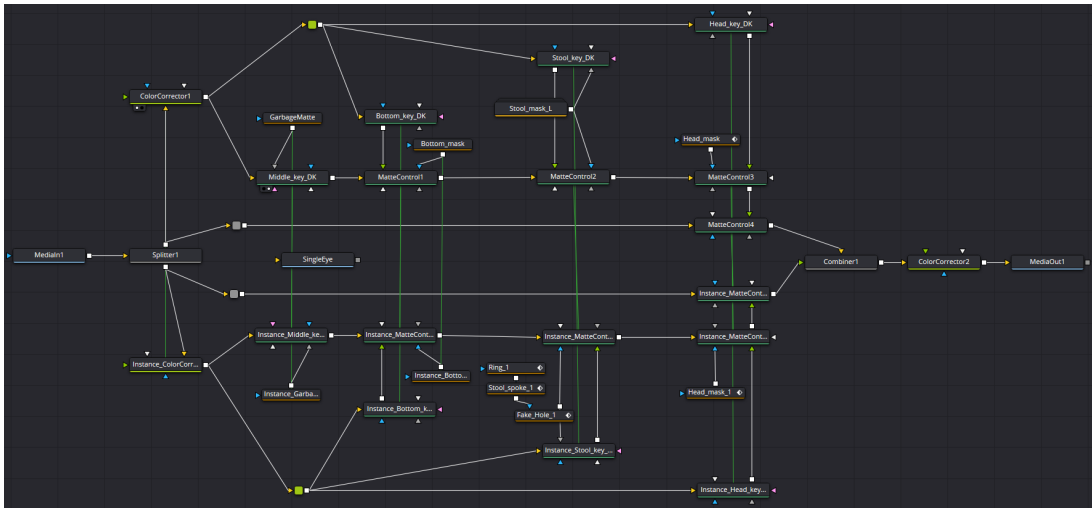 Head_key_DK
Stool_key_DK
ColorCorrector1
Stool_mask_L
GarbageMatte
Bottom_key_DK
Head_mask
Bottom_mask
Middle_key_DK
MatteControl1
MatteControl2
MatteControl3
MatteControl4
MediaIn1
Splitter1
SingleEye
Combiner1
ColorCorrector2
MediaOut1
Instance_MatteCont...
Instance_Middle_ke...
Instance_MatteCont...
Instance_MatteCont...
Instance_MatteCont...
Instance_ColorCorr...
Ring_1
Instance_Botto...
Stool_spoke_1
Instance_Garba...
Head_mask_1
Instance_Bottom_k...
Fake_Hole_1
Instance_Stool_key_...
Instance_Head_key...